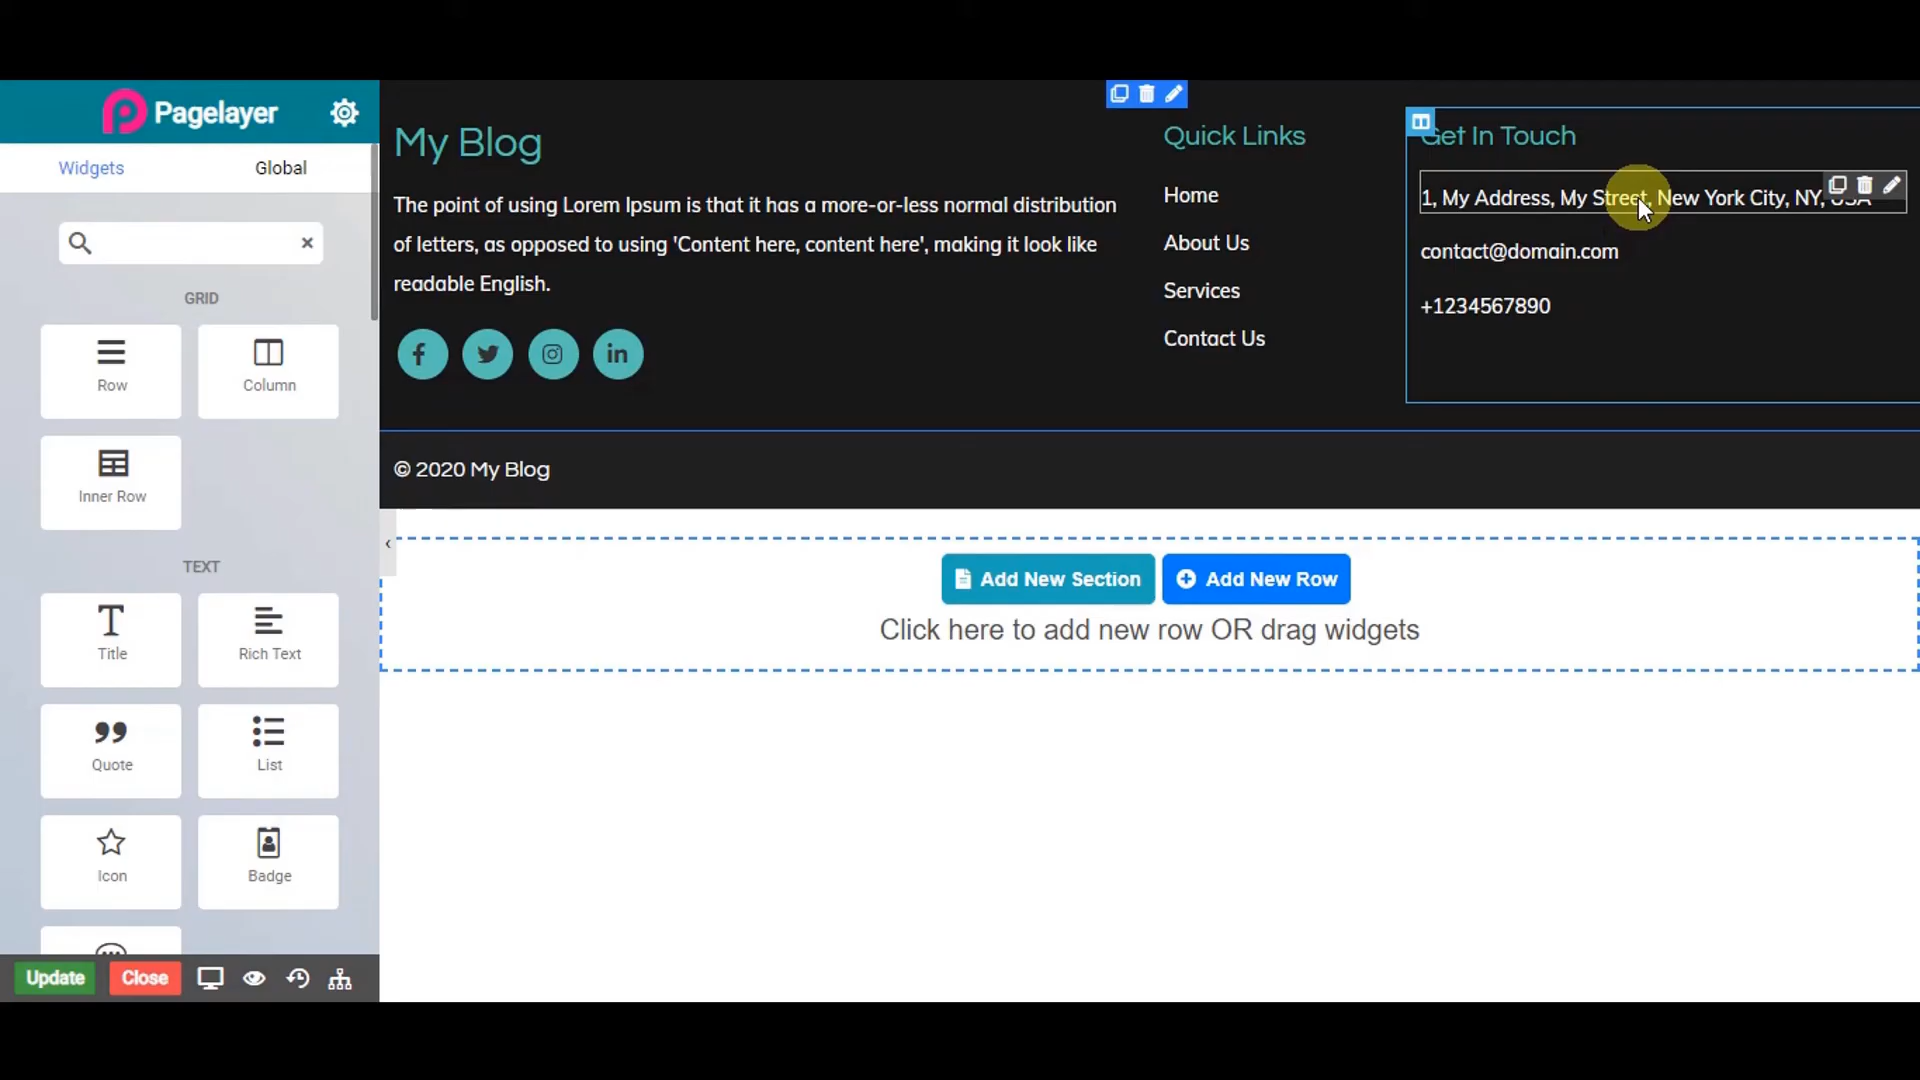 Pagelayer
Widgets
Global
GRID
Row
Column
Inner Row
TEXT
Title
Rich Text
Quote
List
Icon
Badge
Update
Close
My Blog
The point of using Lorem Ipsum is that it has a more-or-less normal distribution
of letters, as opposed to using 'Content here, content here', making it look like
readable English.
Quick Links
Home
About Us
Services
Contact Us
Get In Touch
1, My Address, My Street, New York City, NY, USA
contact@domain.com
+1234567890
© 2020 My Blog
Add New Section
Add New Row
Click here to add new row OR drag widgets